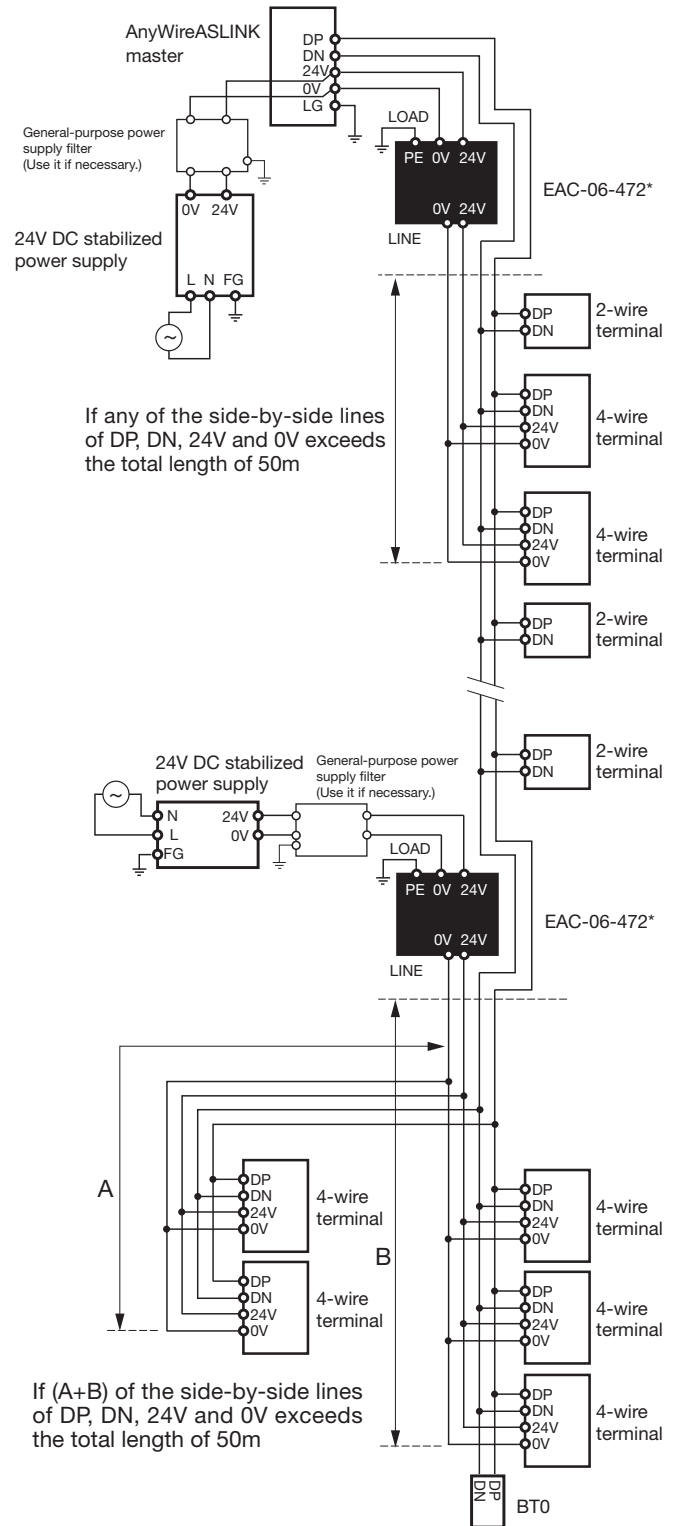 AnyWireASLINK
master
DP
DN
24V
0V
LG
General-purpose power
supply filter
(Use it if necessary.)
LOAD
PE 0V 24V
EAC-06-472*
0V 24V
LINE
0V 24V
24V DC stabilized
power supply
L N FG
~
If any of the side-by-side lines
of DP, DN, 24V and 0V exceeds
the total length of 50m
DP
DN
2-wire
terminal
DP
DN
24V
0V
4-wire
terminal
DP
DN
24V
0V
4-wire
terminal
DP
DN
2-wire
terminal
DP
DN
2-wire
terminal
24V DC stabilized
power supply
General-purpose power
supply filter
(Use it if necessary.)
~
N
L
FG
24V
0V
LOAD
PE 0V 24V
EAC-06-472*
0V 24V
LINE
A
B
DP
DN
24V
0V
4-wire
terminal
DP
DN
24V
0V
4-wire
terminal
DP
DN
24V
0V
4-wire
terminal
DP
DN
24V
0V
4-wire
terminal
DP
DN
24V
0V
4-wire
terminal
If (A+B) of the side-by-side lines
of DP, DN, 24V and 0V exceeds
the total length of 50m
DP
DN
BT0